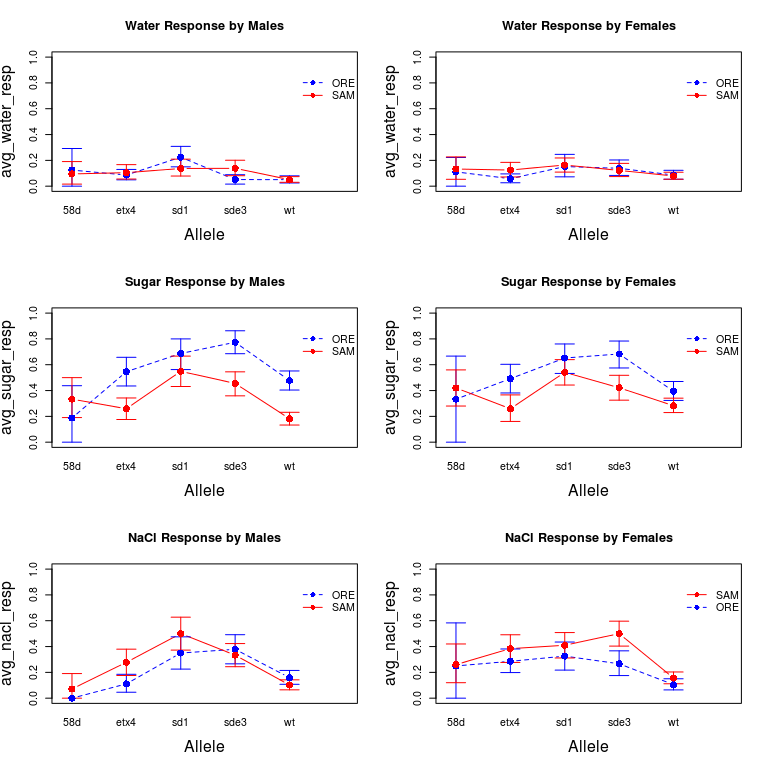 Water Response by Males
avg_water_resp
0.0 0.2 0.4 0.6 0.8 1.0
ORE
SAM
58d etx4 sd1 sde3 wt
Allele
Water Response by Females
avg_water_resp
0.0 0.2 0.4 0.6 0.8 1.0
ORE
SAM
58d etx4 sd1 sde3 wt
Allele
Sugar Response by Males
avg_sugar_resp
0.0 0.2 0.4 0.6 0.8 1.0
ORE
SAM
58d etx4 sd1 sde3 wt
Allele
Sugar Response by Females
avg_sugar_resp
0.0 0.2 0.4 0.6 0.8 1.0
ORE
SAM
58d etx4 sd1 sde3 wt
Allele
NaCl Response by Males
avg_nacl_resp
0.0 0.2 0.4 0.6 0.8 1.0
ORE
SAM
58d etx4 sd1 sde3 wt
Allele
NaCl Response by Females
avg_nacl_resp
0.0 0.2 0.4 0.6 0.8 1.0
SAM
ORE
58d etx4 sd1 sde3 wt
Allele